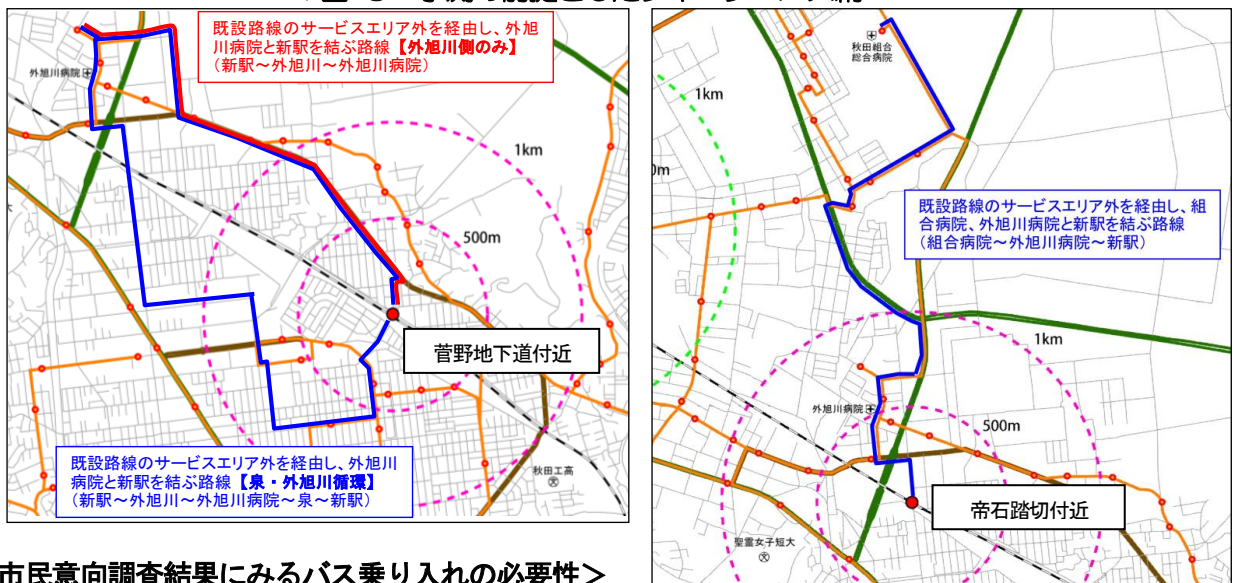 既設路線のサービスエリア外を経由し、外旭
川病院と新駅を結ぶ路線【外旭川側のみ】
（新駅～外旭川～外旭川病院）
外旭川病院
1km
500m
菅野地下道付近
秋田工高
既設路線のサービスエリア外を経由し、外旭川
病院と新駅を結ぶ路線【泉・外旭川循環】
（新駅～外旭川～外旭川病院～泉～新駅）
秋田組合
総合病院
1km
0m
既設路線のサービスエリア外を経由し、組
合病院、外旭川病院と新駅を結ぶ路線
（組合病院～外旭川病院～新駅）
1km
外旭川病院
500m
帝石踏切付近
聖霊女子短大
市民意向調査結果にみるバス乗り入れの必要性＞